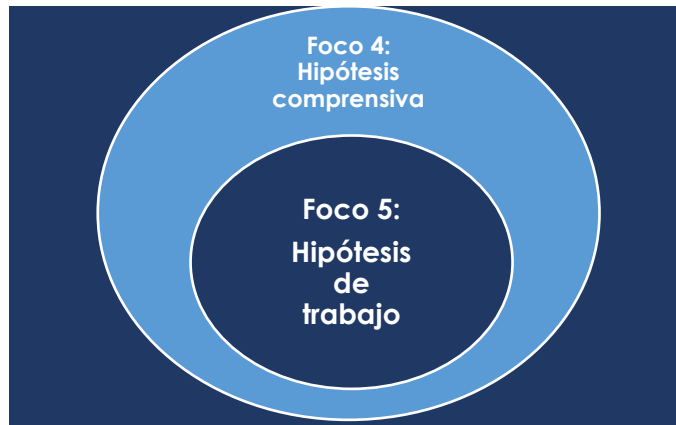 Foco 4:
Hipótesis
comprensiva
Foco 5:
Hipótesis
de
trabajo